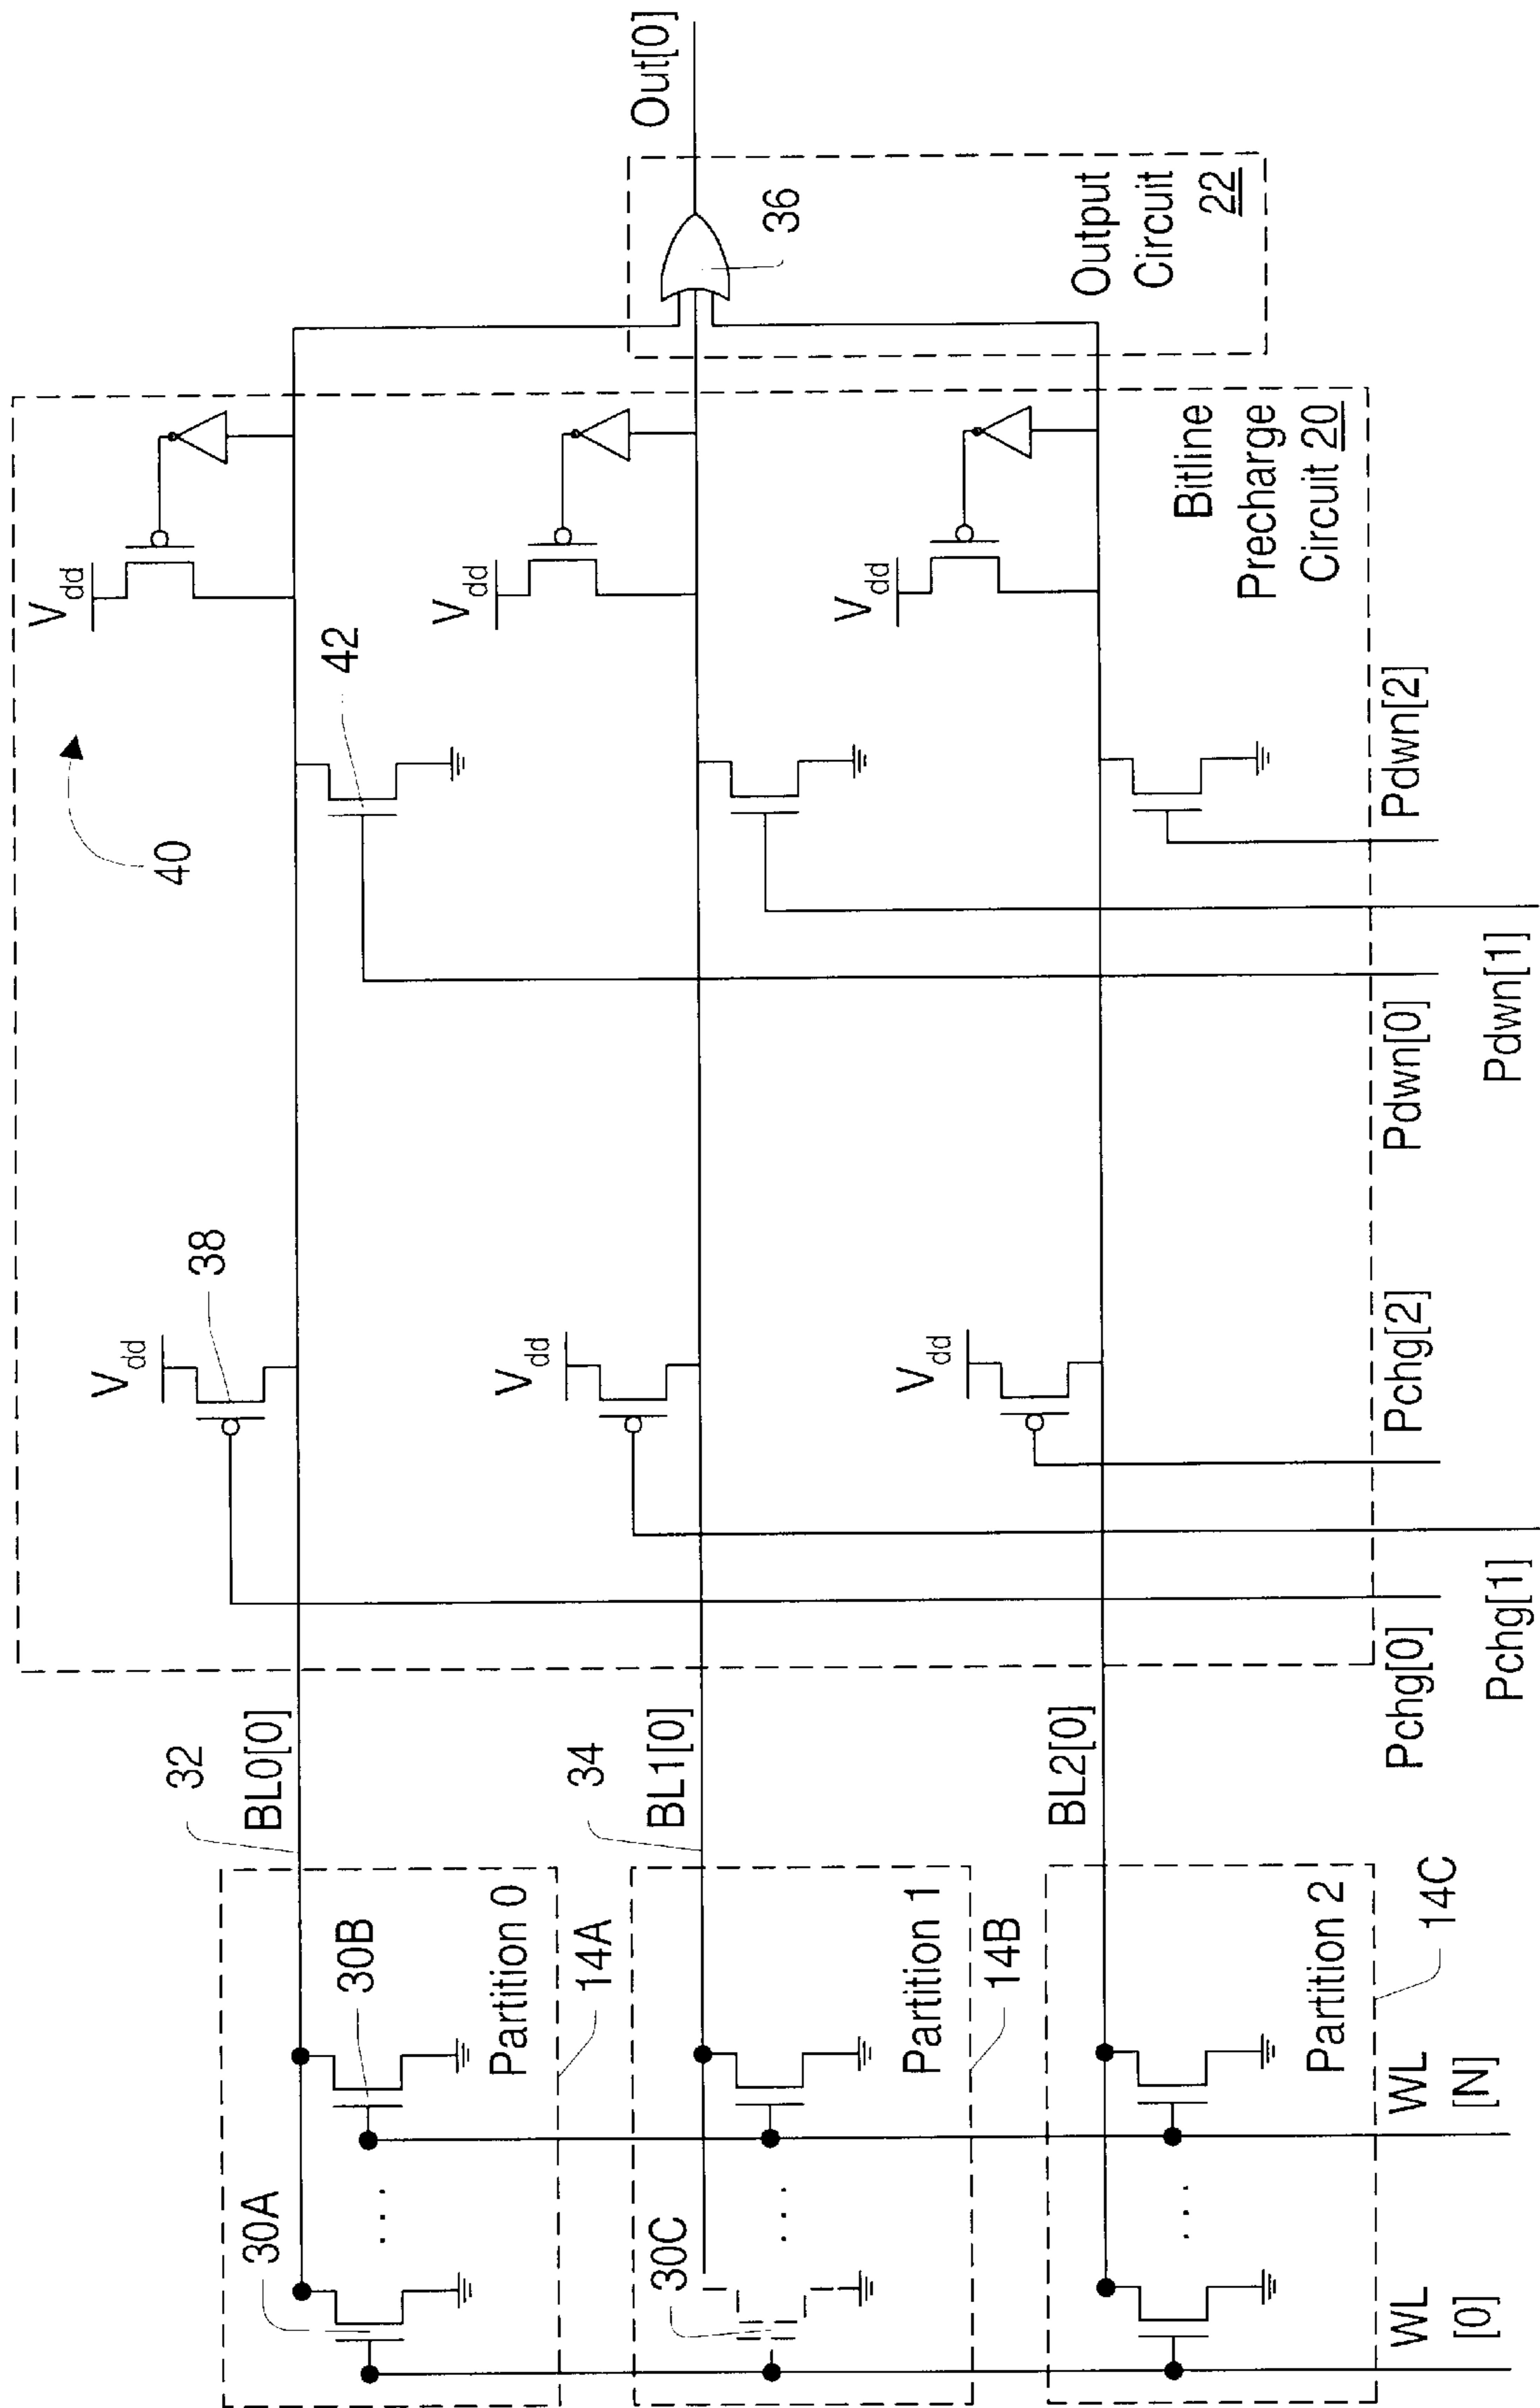 Out[0]
36
Output
Circuit
22
V
dd
V
dd
V
dd
42
40
Bitline
Precharge
Circuit 20
Pdwn[2]
Pdwn[1]
Pdwn[0]
38
V
dd
V
dd
V
dd
Pchg[2]
Pchg[1]
Pchg[0]
32
BL0[0]
34
BL1[0]
BL2[0]
30B
Partition 0
14A
Partition 1
14B
Partition 2
14C
30A
...
30C
...
...
WL
[N]
WL
[0]